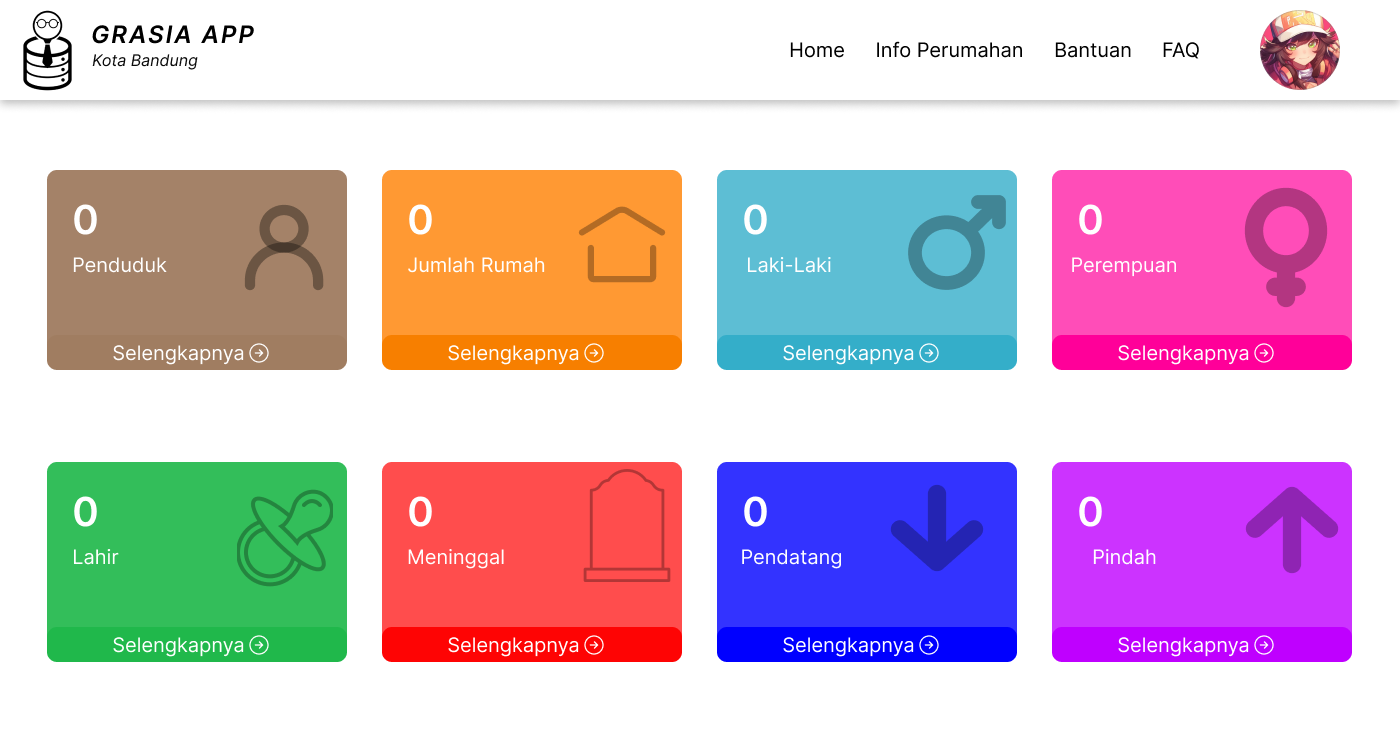 GRASIA APP
Kota Bandung
Home Info Perumahan Bantuan FAQ
0
Penduduk
Selengkapnya
0
Jumlah Rumah
Selengkapnya
0
Laki-Laki
Selengkapnya
0
Perempuan
Selengkapnya
0
Lahir
Selengkapnya
0
Meninggal
Selengkapnya
0
Pendatang
Selengkapnya
0
Pindah
Selengkapnya